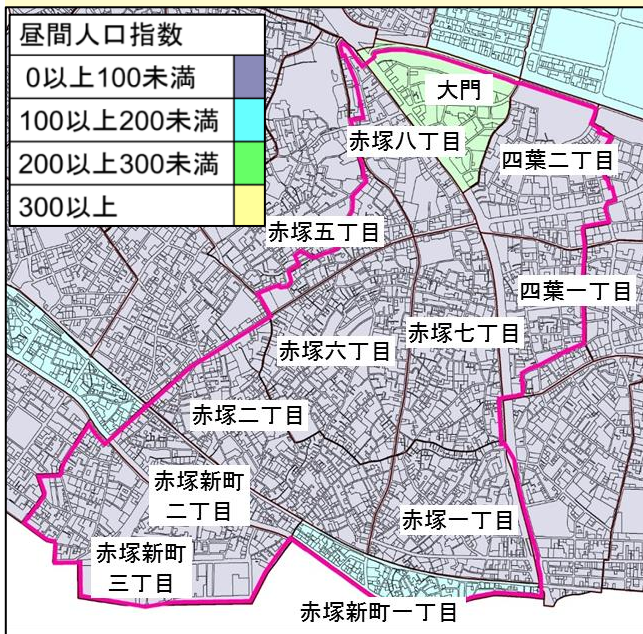 昼間人口指数
0以上100未満
100以上200未満
200以上300未満
300以上
大門
赤塚八丁目
四葉二丁目
赤塚五丁目
四葉一丁目
赤塚六丁目
赤塚七丁目
赤塚二丁目
赤塚新町
二丁目
赤塚一丁目
赤塚新町
三丁目
赤塚新町一丁目